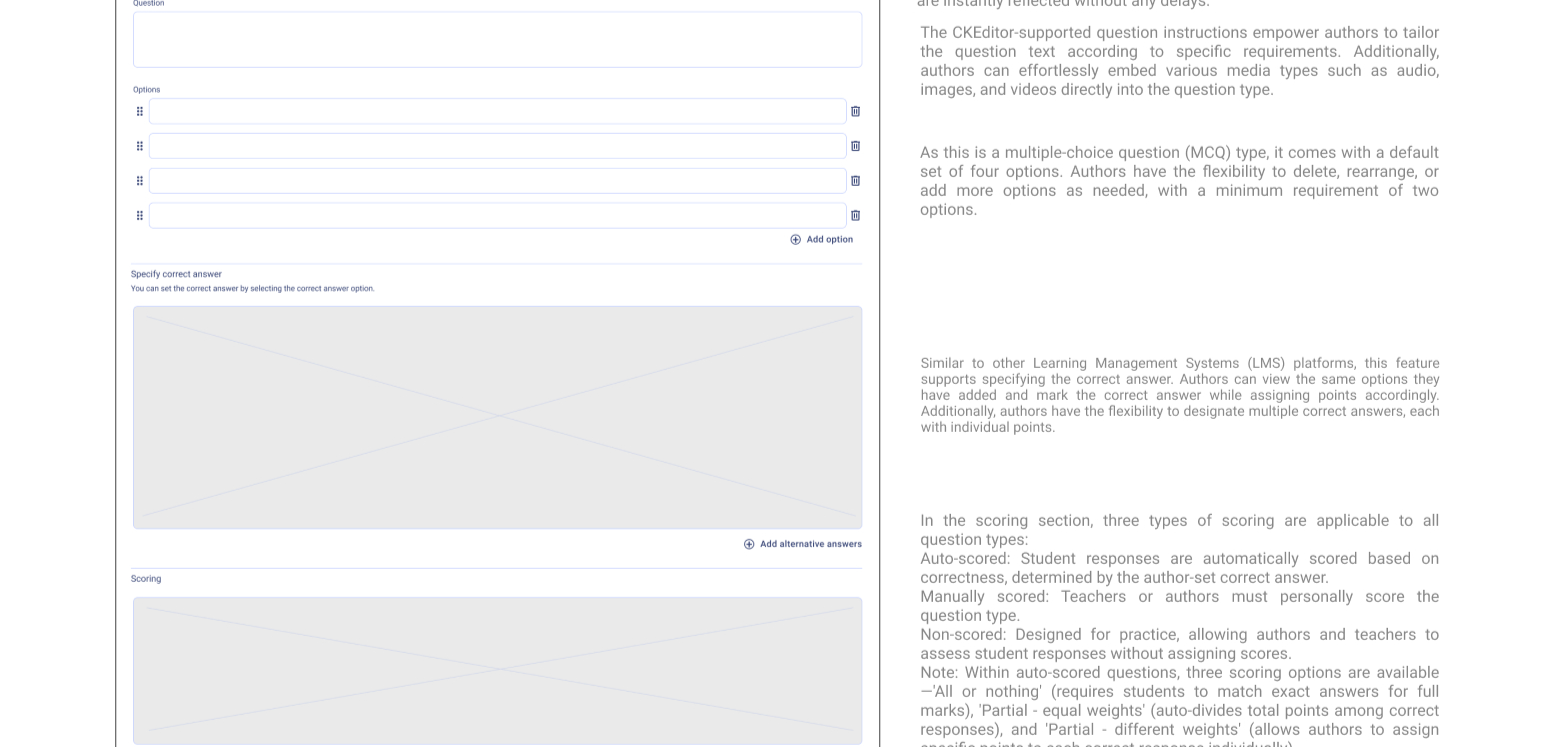 Question
Options
Add option
Specify correct answer
You can set the correct answer by selecting the correct answer option.
Add alternative answers
Scoring
are instantly reflected without any delays.
The CKEditor-supported question instructions empower authors to tailor
the question text according to specific requirements. Additionally,
authors can effortlessly embed various media types such as audio,
images, and videos directly into the question type.
As this is a multiple-choice question (MCQ) type, it comes with a default
set of four options. Authors have the flexibility to delete, rearrange, or
add more options as needed, with a minimum requirement of two
options.
Similar to other Learning Management Systems (LMS) platforms, this feature
supports specifying the correct answer. Authors can view the same options they
have added and mark the correct answer while assigning points accordingly.
Additionally, authors have the flexibility to designate multiple correct answers, each
with individual points.
In the scoring section, three types of scoring are applicable to all
question types:
Auto-scored: Student responses are automatically scored based on
correctness, determined by the author-set correct answer.
Manually scored: Teachers or authors must personally score the
question type.
Non-scored: Designed for practice, allowing authors and teachers to
assess student responses without assigning scores.
Note: Within auto-scored questions, three scoring options are available
—'All or nothing' (requires students to match exact answers for full
marks), 'Partial - equal weights' (auto-divides total points among correct
responses), and 'Partial - different weights' (allows authors to assign
specific points to each correct response individually).